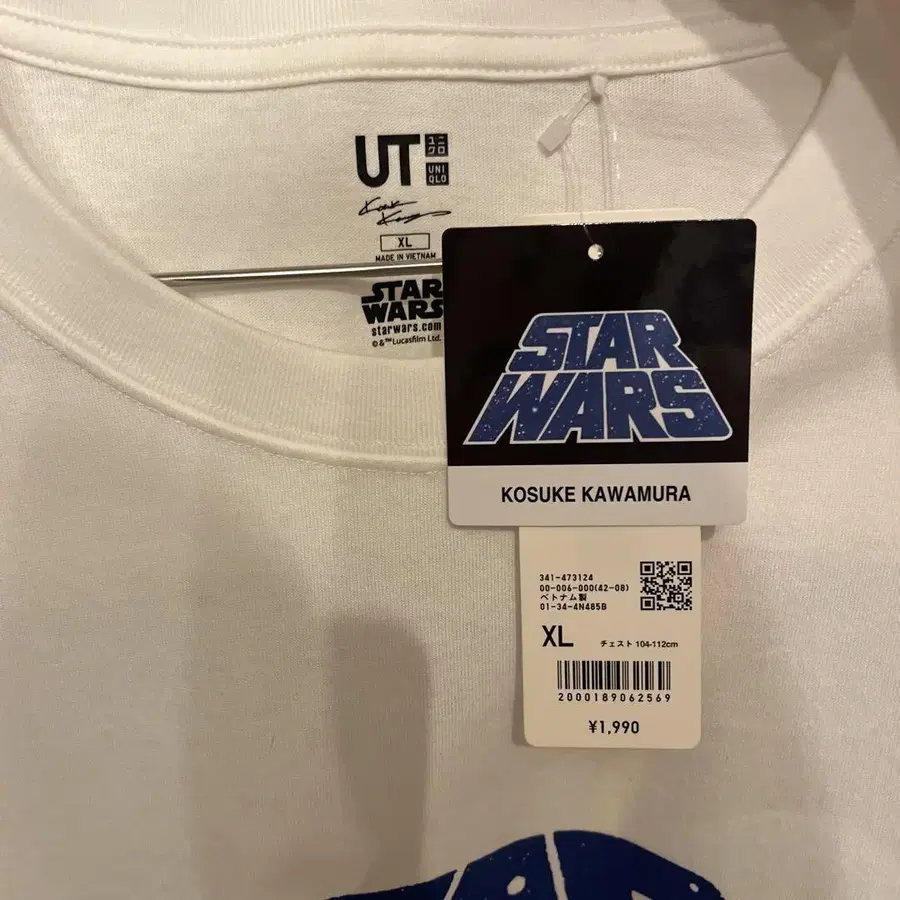 UT ユニクロ
UNI
QLO
XL
MADE IN VIETNAM
STAR
WARS
starwars.com
© & ™ Lucasfilm Ltd.
STAR
WARS
KOSUKE KAWAMURA
341-473124
00-006-000(42-08)
ベトナム製
01-34-4N485B
XL チェスト 104-112cm
2000189062569
¥1,990